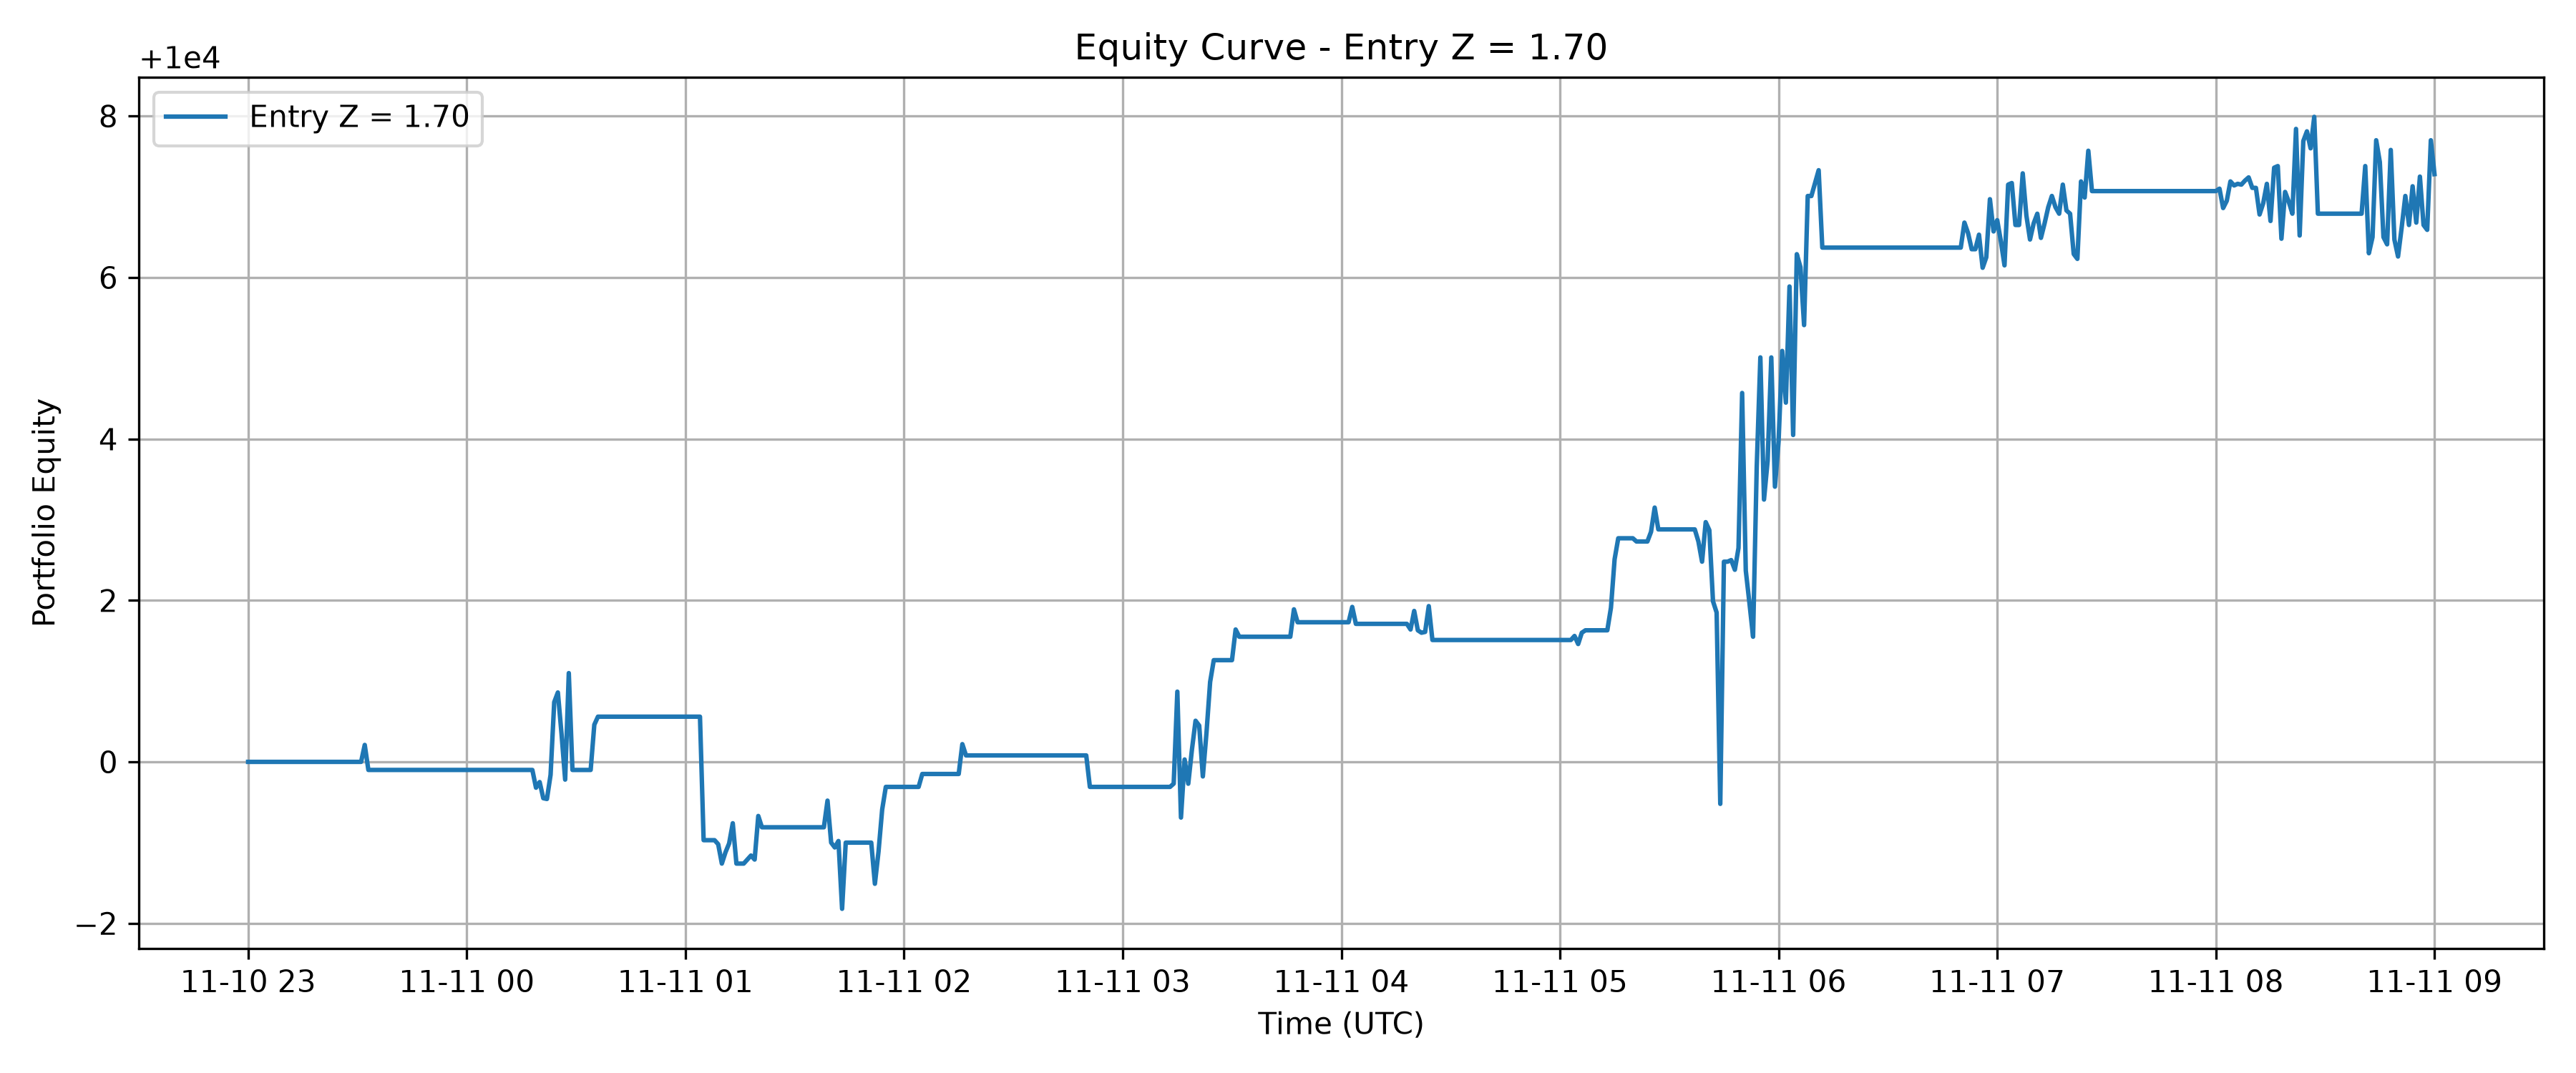 Equity Curve - Entry Z = 1.70
+1e4
Entry Z = 1.70
8
6
4
2
0
−2
Portfolio Equity
11-10 23 11-11 00 11-11 01 11-11 02 11-11 03 11-11 04 11-11 05 11-11 06 11-11 07 11-11 08 11-11 09
Time (UTC)